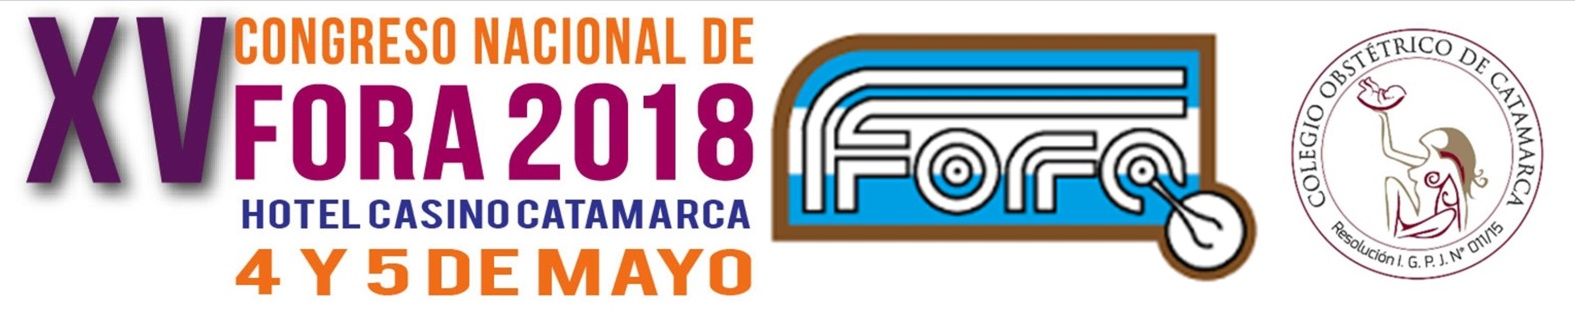 XV CONGRESO NACIONAL DE
FORA 2018
HOTEL CASINO CATAMARCA
4 Y 5 DE MAYO
Fora
COLEGIO OBSTÉTRICO DE CATAMARCA
Resolución I. G. P. J. Nº 011/15